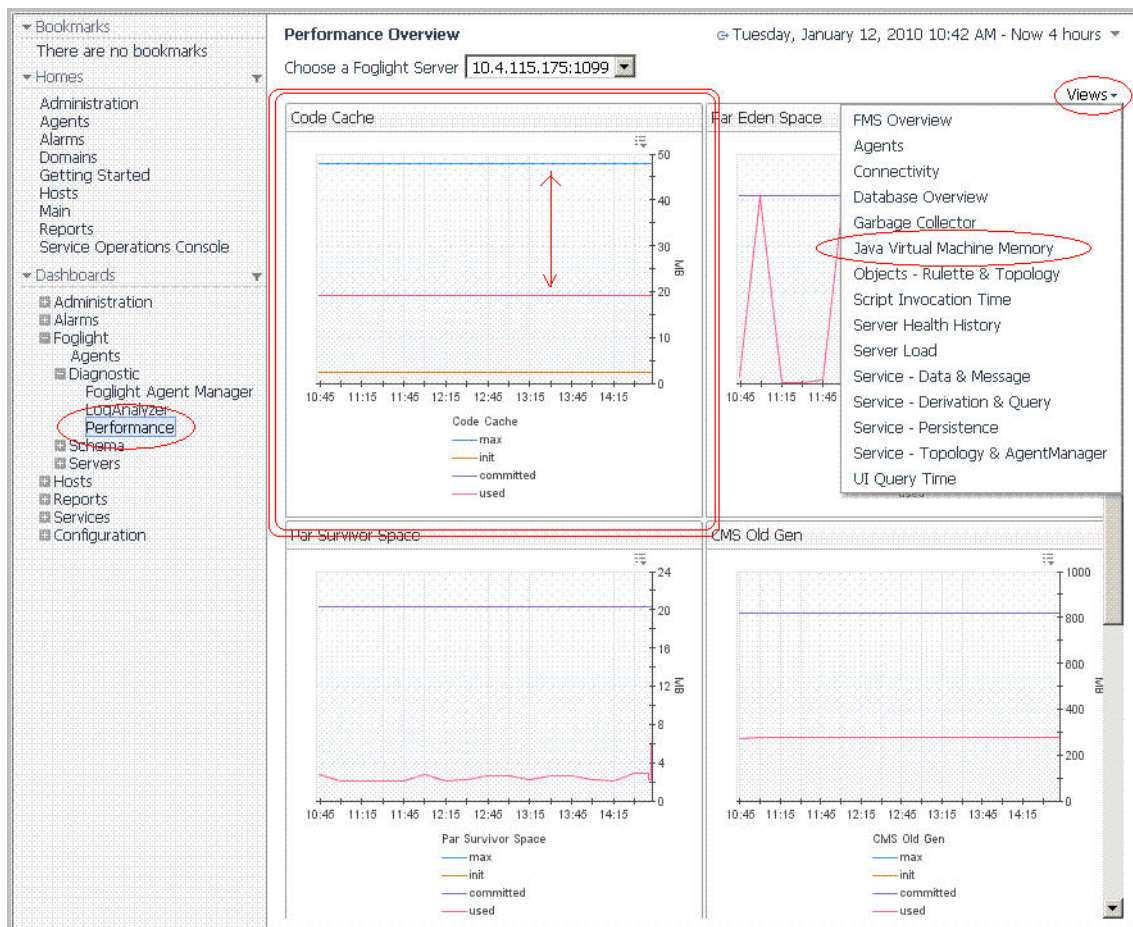 Bookmarks
There are no bookmarks
Homes
Administration
Agents
Alarms
Domains
Getting Started
Hosts
Main
Reports
Service Operations Console
Dashboards
Administration
Alarms
Foglight
Agents
Diagnostic
Foglight Agent Manager
LogAnalyzer
Performance
Schema
Servers
Hosts
Reports
Services
Configuration
Performance Overview
Tuesday, January 12, 2010 10:42 AM - Now 4 hours
Choose a Foglight Server 10.4.115.175:1099
Views
Code Cache
50
40
30
MB
20
10
0
10:45 11:15 11:45 12:15 12:45 13:15 13:45 14:15
Code Cache
max
init
committed
used
Par Eden Space
10:45 11:15 11:45
used
FMS Overview
Agents
Connectivity
Database Overview
Garbage Collector
Java Virtual Machine Memory
Objects - Rulette & Topology
Script Invocation Time
Server Health History
Server Load
Service - Data & Message
Service - Derivation & Query
Service - Persistence
Service - Topology & AgentManager
UI Query Time
Par Survivor Space
24
20
16
MB
12
8
4
0
10:45 11:15 11:45 12:15 12:45 13:15 13:45 14:15
Par Survivor Space
max
init
committed
used
CMS Old Gen
1000
800
600
MB
400
200
0
10:45 11:15 11:45 12:15 12:45 13:15 13:45 14:15
CMS Old Gen
max
init
committed
used